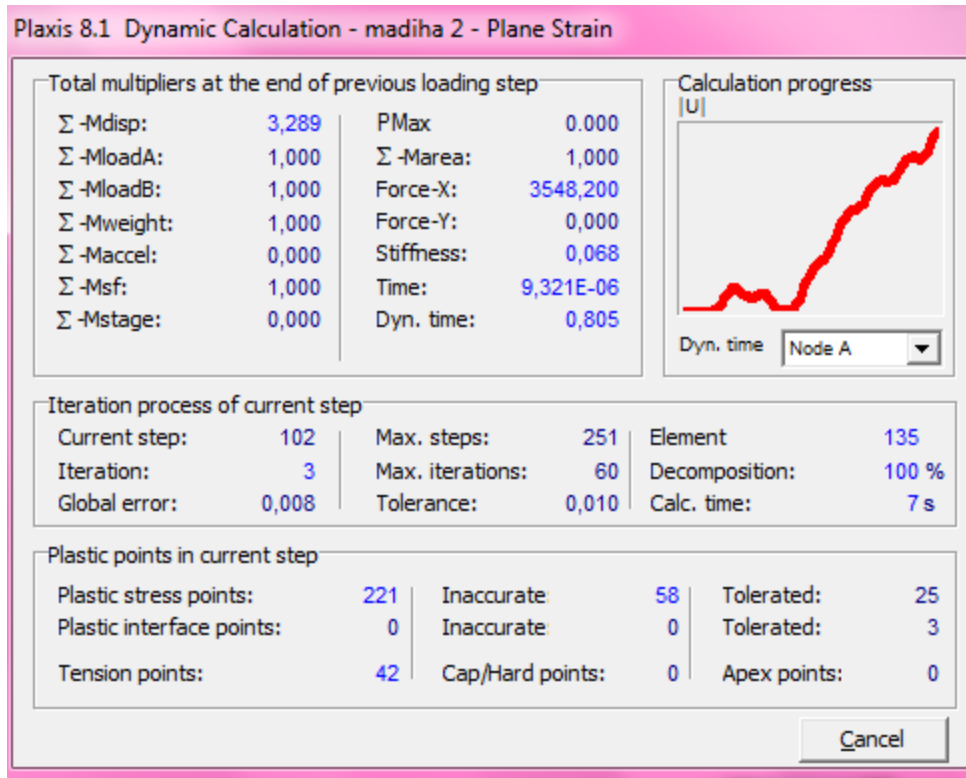 Plaxis 8.1 Dynamic Calculation - madiha 2 - Plane Strain
Total multipliers at the end of previous loading step
Σ -Mdisp: 3,289 PMax 0.000
Σ -MloadA: 1,000 Σ -Marea: 1,000
Σ -MloadB: 1,000 Force-X: 3548,200
Σ -Mweight: 1,000 Force-Y: 0,000
Σ -Maccel: 0,000 Stiffness: 0,068
Σ -Msf: 1,000 Time: 9,321E-06
Σ -Mstage: 0,000 Dyn. time: 0,805
Calculation progress
|U|
Dyn. time Node A
Iteration process of current step
Current step: 102 Max. steps: 251 Element 135
Iteration: 3 Max. iterations: 60 Decomposition: 100 %
Global error: 0,008 Tolerance: 0,010 Calc. time: 7 s
Plastic points in current step
Plastic stress points: 221 Inaccurate: 58 Tolerated: 25
Plastic interface points: 0 Inaccurate: 0 Tolerated: 3
Tension points: 42 Cap/Hard points: 0 Apex points: 0
Cancel